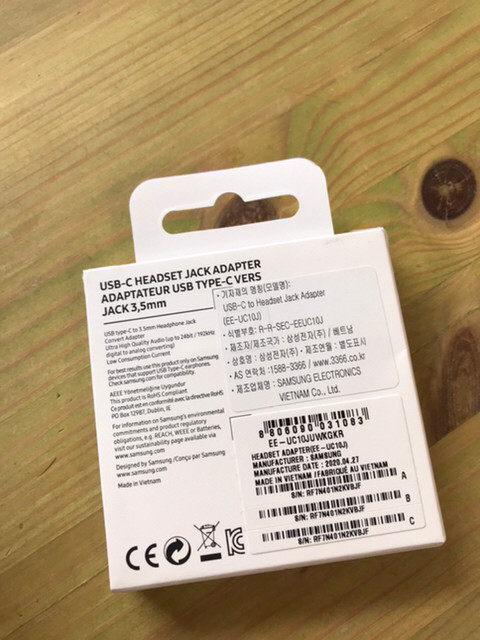 USB-C HEADSET JACK ADAPTER
ADAPTATEUR USB TYPE-C VERS
JACK 3,5mm
USB type-C to 3.5mm Headphone Jack
Convert Adapter
Ultra High Quality Audio (up to 24bit / 192kHz
digital to analog converting)
Low Consumption Current
For best results use this product only on Samsung
devices that support USB Type-C earphones.
Check samsung.com for compatibility.
AEEE Yönetmeliğine Uygundur
This product is RoHS compliant
Ce produit est en conformité avec la directive RoHS
PO Box 12987, Dublin, IE
For information on Samsung's environmental
commitments and product regulatory
obligations, e.g. REACH, WEEE or Batteries,
visit our sustainability page available via
www.samsung.com
Designed by Samsung /Conçu par Samsung
www.samsung.com
Made in Vietnam
• 기자재의 명칭(모델명):
USB-C to Headset Jack Adapter
(EE-UC10J)
• 식별부호: R-R-SEC-EEUC10J
• 제조자/제조국가: 삼성전자(주) / 베트남
• 상호명: 삼성전자(주) • 제조연월: 별도표시
• AS 연락처 :1588-3366 / www.3366.co.kr
• 제조업체명: SAMSUNG ELECTRONICS
VIETNAM Co., Ltd.
8 806090 031083
EE-UC10JUWKGKR
HEADSET ADAPTER(EE-UC10J)
MANUFACTURER : SAMSUNG
MANUFACTURE DATE : 2020.04.27
MADE IN VIETNAM /FABRIQUÉ AU VIETNAM
A
S/N: RF7N401N2KVBJF
B
S/N: RF7N401N2KVBJF
C
S/N: RF7N401N2KVBJF
CE